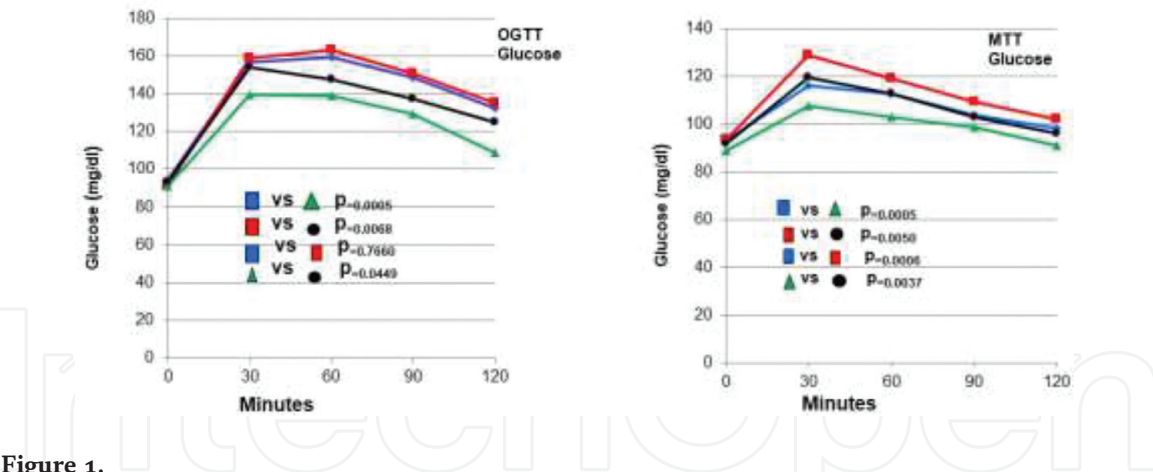 180
160
140
120
100
80
60
40
20
0
0 30 60 90 120
Glucose (mg/dl)
Minutes
OGTT
Glucose
vs p=0.0005
vs p=0.0068
vs p=0.7660
vs p=0.0449
140
120
100
80
60
40
20
0
0 30 60 90 120
Glucose (mg/dl)
Minutes
MTT
Glucose
vs p=0.0005
vs p=0.0050
vs p=0.0006
vs p=0.0037
IntechOpen
Figure 1.